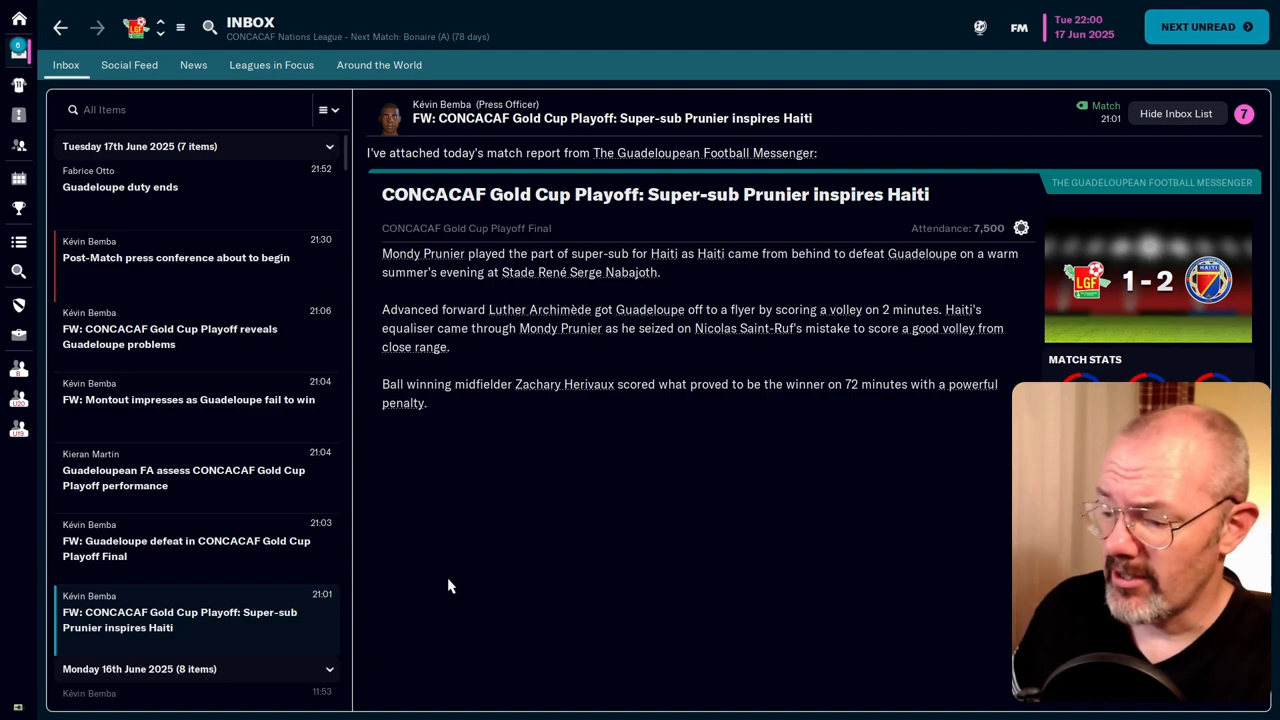 INBOX
CONCACAF Nations League - Next Match: Bonaire (A) (78 days)
FM
Tue 22:00
17 Jun 2025
NEXT UNREAD
6
Inbox
Social Feed
News
Leagues in Focus
Around the World
All Items
Tuesday 17th June 2025 (7 items)
Fabrice Otto
21:52
Guadeloupe duty ends
Kévin Bemba
21:30
Post-Match press conference about to begin
Kévin Bemba
21:06
FW: CONCACAF Gold Cup Playoff reveals
Guadeloupe problems
Kévin Bemba
21:04
FW: Montout impresses as Guadeloupe fail to win
Kieran Martin
21:04
Guadeloupean FA assess CONCACAF Gold Cup
Playoff performance
Kévin Bemba
21:03
FW: Guadeloupe defeat in CONCACAF Gold Cup
Playoff Final
Kévin Bemba
21:01
FW: CONCACAF Gold Cup Playoff: Super-sub
Prunier inspires Haiti
Monday 16th June 2025 (8 items)
Kévin Bemba
11:53
11
B
U20
U19
Kévin Bemba (Press Officer)
FW: CONCACAF Gold Cup Playoff: Super-sub Prunier inspires Haiti
Match
21:01
Hide Inbox List
7
I've attached today's match report from The Guadeloupean Football Messenger:
THE GUADELOUPEAN FOOTBALL MESSENGER
CONCACAF Gold Cup Playoff: Super-sub Prunier inspires Haiti
CONCACAF Gold Cup Playoff Final
Attendance: 7,500
Mondy Prunier played the part of super-sub for Haiti as Haiti came from behind to defeat Guadeloupe on a warm
summer's evening at Stade René Serge Nabajoth.
Advanced forward Luther Archimède got Guadeloupe off to a flyer by scoring a volley on 2 minutes. Haiti's
equaliser came through Mondy Prunier as he seized on Nicolas Saint-Ruf's mistake to score a good volley from
close range.
Ball winning midfielder Zachary Herivaux scored what proved to be the winner on 72 minutes with a powerful
penalty.
LGF
1 - 2
HAITI
MATCH STATS